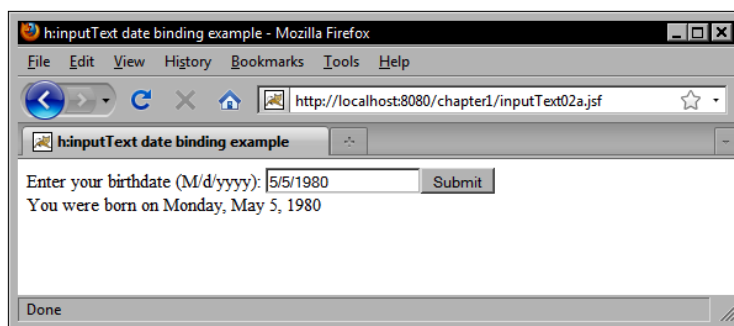 h:inputText date binding example - Mozilla Firefox
File Edit View History Bookmarks Tools Help
http://localhost:8080/chapter1/inputText02a.jsf
h:inputText date binding example
Enter your birthdate (M/d/yyyy): 5/5/1980 Submit
You were born on Monday, May 5, 1980
Done